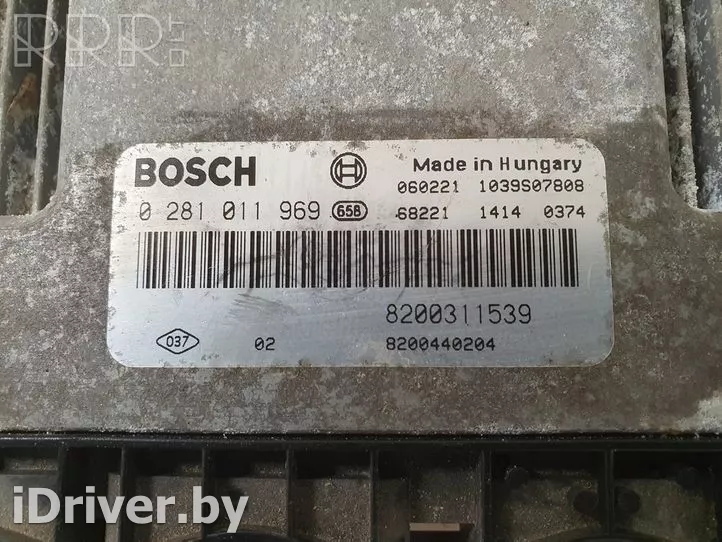 RRR
BOSCH
Made in Hungary
060221 1039S07808
0 281 011 969 658
68221 1414 0374
8200311539
037 02 8200440204
iDriver.by